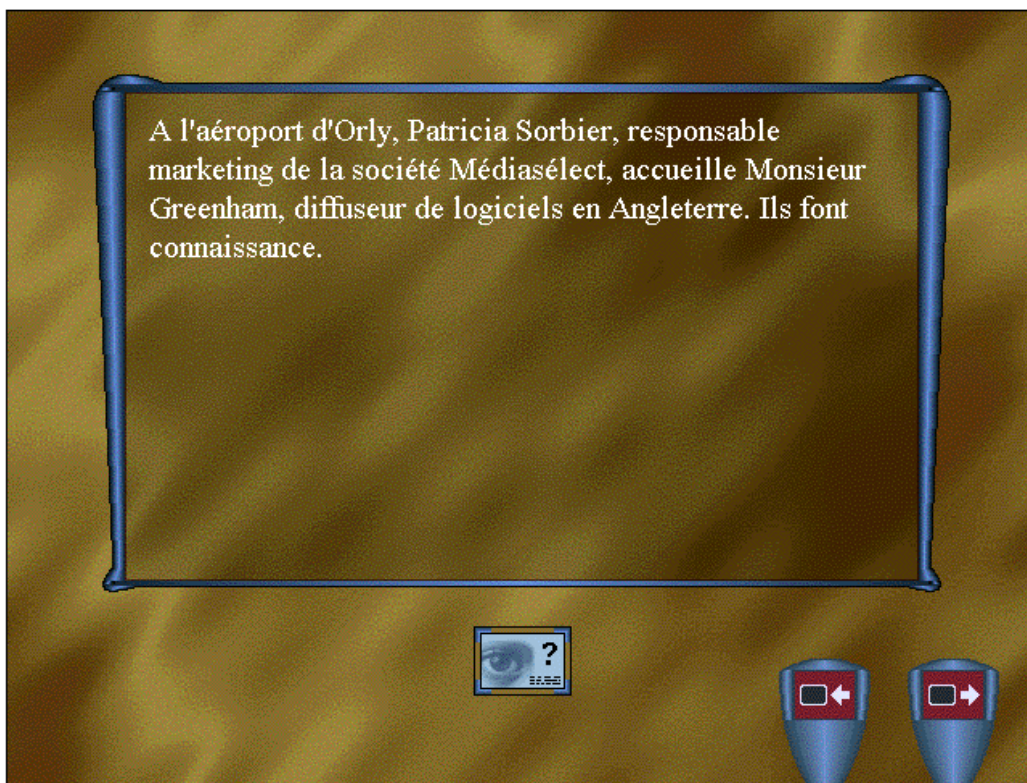 A l'aéroport d'Orly, Patricia Sorbier, responsable
marketing de la société Médiasélect, accueille Monsieur
Greenham, diffuseur de logiciels en Angleterre. Ils font
connaissance.
?